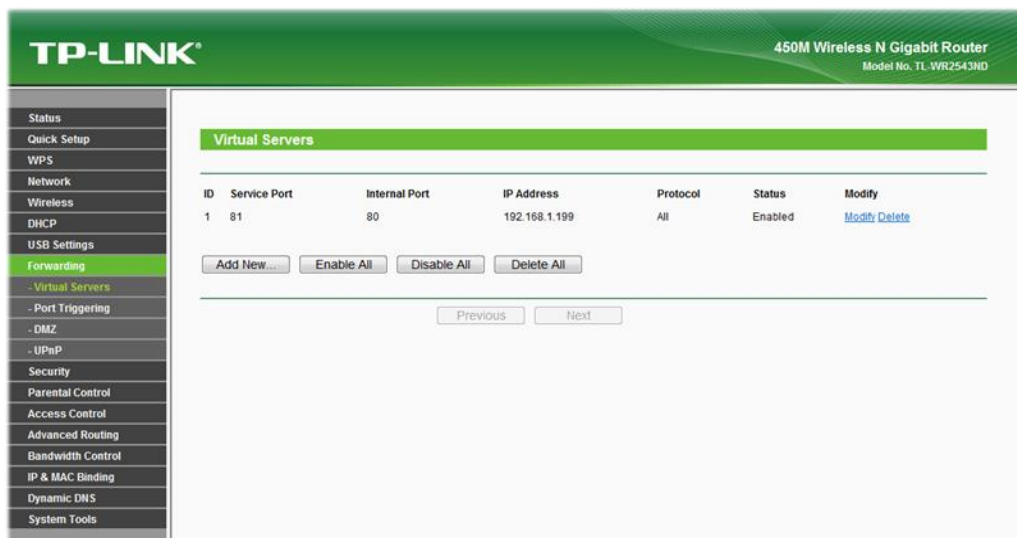 TP-LINK®
450M Wireless N Gigabit Router
Model No. TL-WR2543ND
Status
Quick Setup
WPS
Network
Wireless
DHCP
USB Settings
Forwarding
- Virtual Servers
- Port Triggering
- DMZ
- UPnP
Security
Parental Control
Access Control
Advanced Routing
Bandwidth Control
IP & MAC Binding
Dynamic DNS
System Tools
Virtual Servers
ID Service Port Internal Port IP Address Protocol Status Modify
1 81 80 192.168.1.199 All Enabled Modify Delete
Add New... Enable All Disable All Delete All
Previous Next